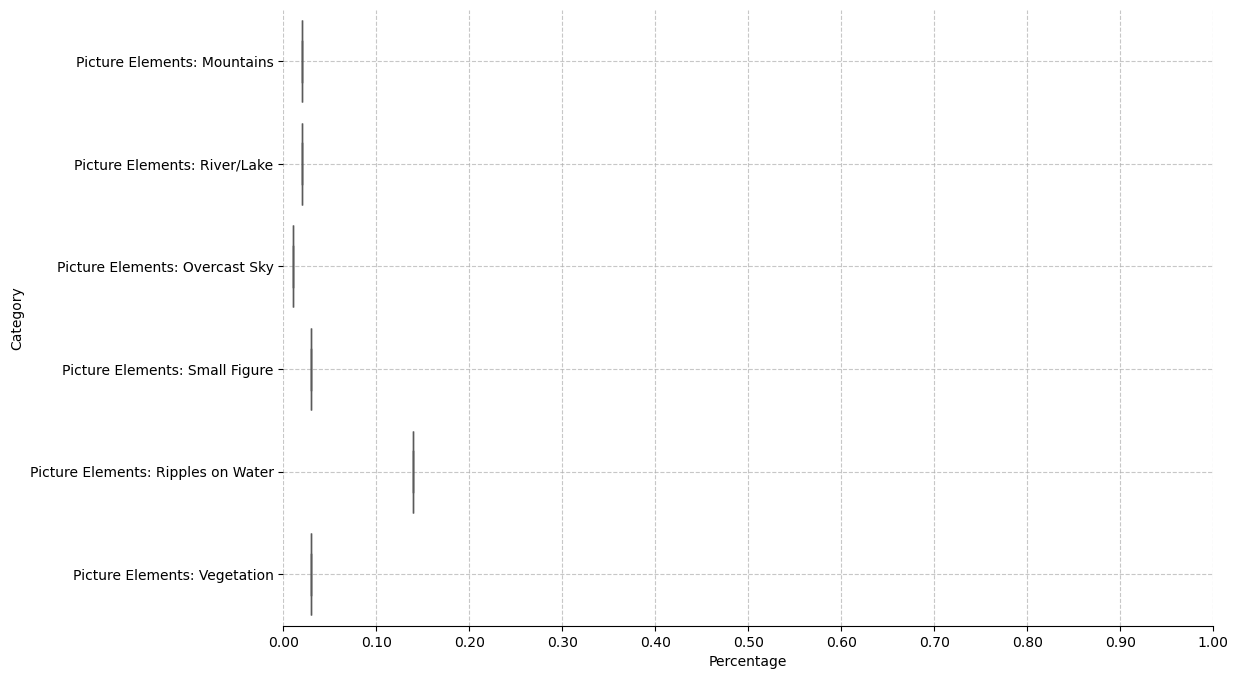 Picture Elements: Mountains
Picture Elements: River/Lake
Picture Elements: Overcast Sky
Picture Elements: Small Figure
Picture Elements: Ripples on Water
Picture Elements: Vegetation
Category
0.00 0.10 0.20 0.30 0.40 0.50 0.60 0.70 0.80 0.90 1.00
Percentage